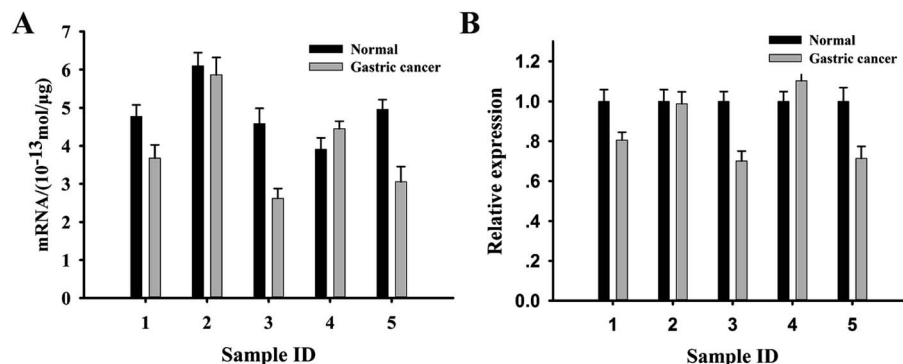 A
mRNA/(10⁻¹³mol/μg)
7
6
5
4
3
2
1
0
Normal
Gastric cancer
1 2 3 4 5
Sample ID
B
Relative expression
1.2
1.0
.8
.6
.4
.2
0.0
Normal
Gastric cancer
1 2 3 4 5
Sample ID